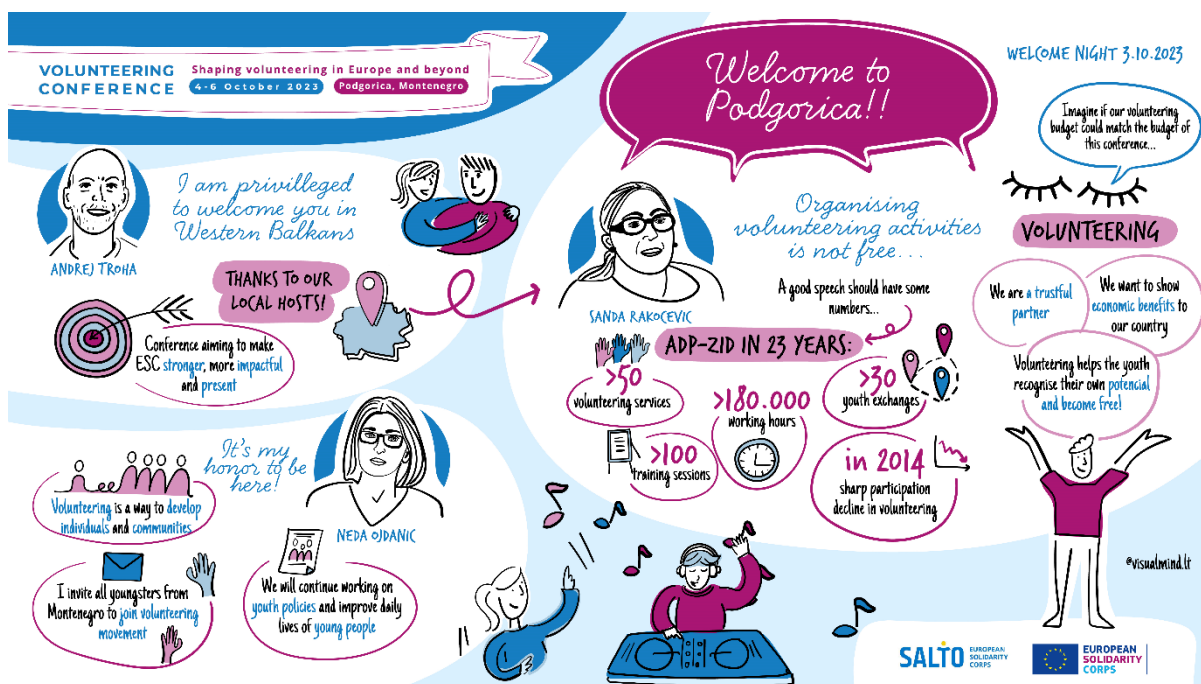 VOLUNTEERING
CONFERENCE
Shaping volunteering in Europe and beyond
4-6 October 2023
Podgorica, Montenegro
ANDREJ TROHA
I am privilleged
to welcome you in
Western Balkans
THANKS TO OUR
LOCAL HOSTS!
Conference aiming to make
ESC stronger, more impactful
and present
It's my
honor to be
here!
NEDA OJDANIC
Volunteering is a way to develop
individuals and communities
I invite all youngsters from
Montenegro to join volunteering
movement
We will continue working on
youth policies and improve daily
lives of young people
Welcome to
Podgorica!!
SANDA RAKOCEVIC
Organising
volunteering activities
is not free...
A good speech should have some
numbers...
ADP-ZID IN 23 YEARS:
>50
volunteering services
>180.000
working hours
>30
youth exchanges
>100
training sessions
in 2014
sharp participation
decline in volunteering
WELCOME NIGHT 3.10.2023
Imagine if our volunteering
budget could match the budget of
this conference...
VOLUNTEERING
We are a trustful
partner
We want to show
economic benefits to
our country
Volunteering helps the youth
recognise their own potencial
and become free!
@visualmind.lt
SALTO
EUROPEAN
SOLIDARITY
CORPS
EUROPEAN
SOLIDARITY
CORPS